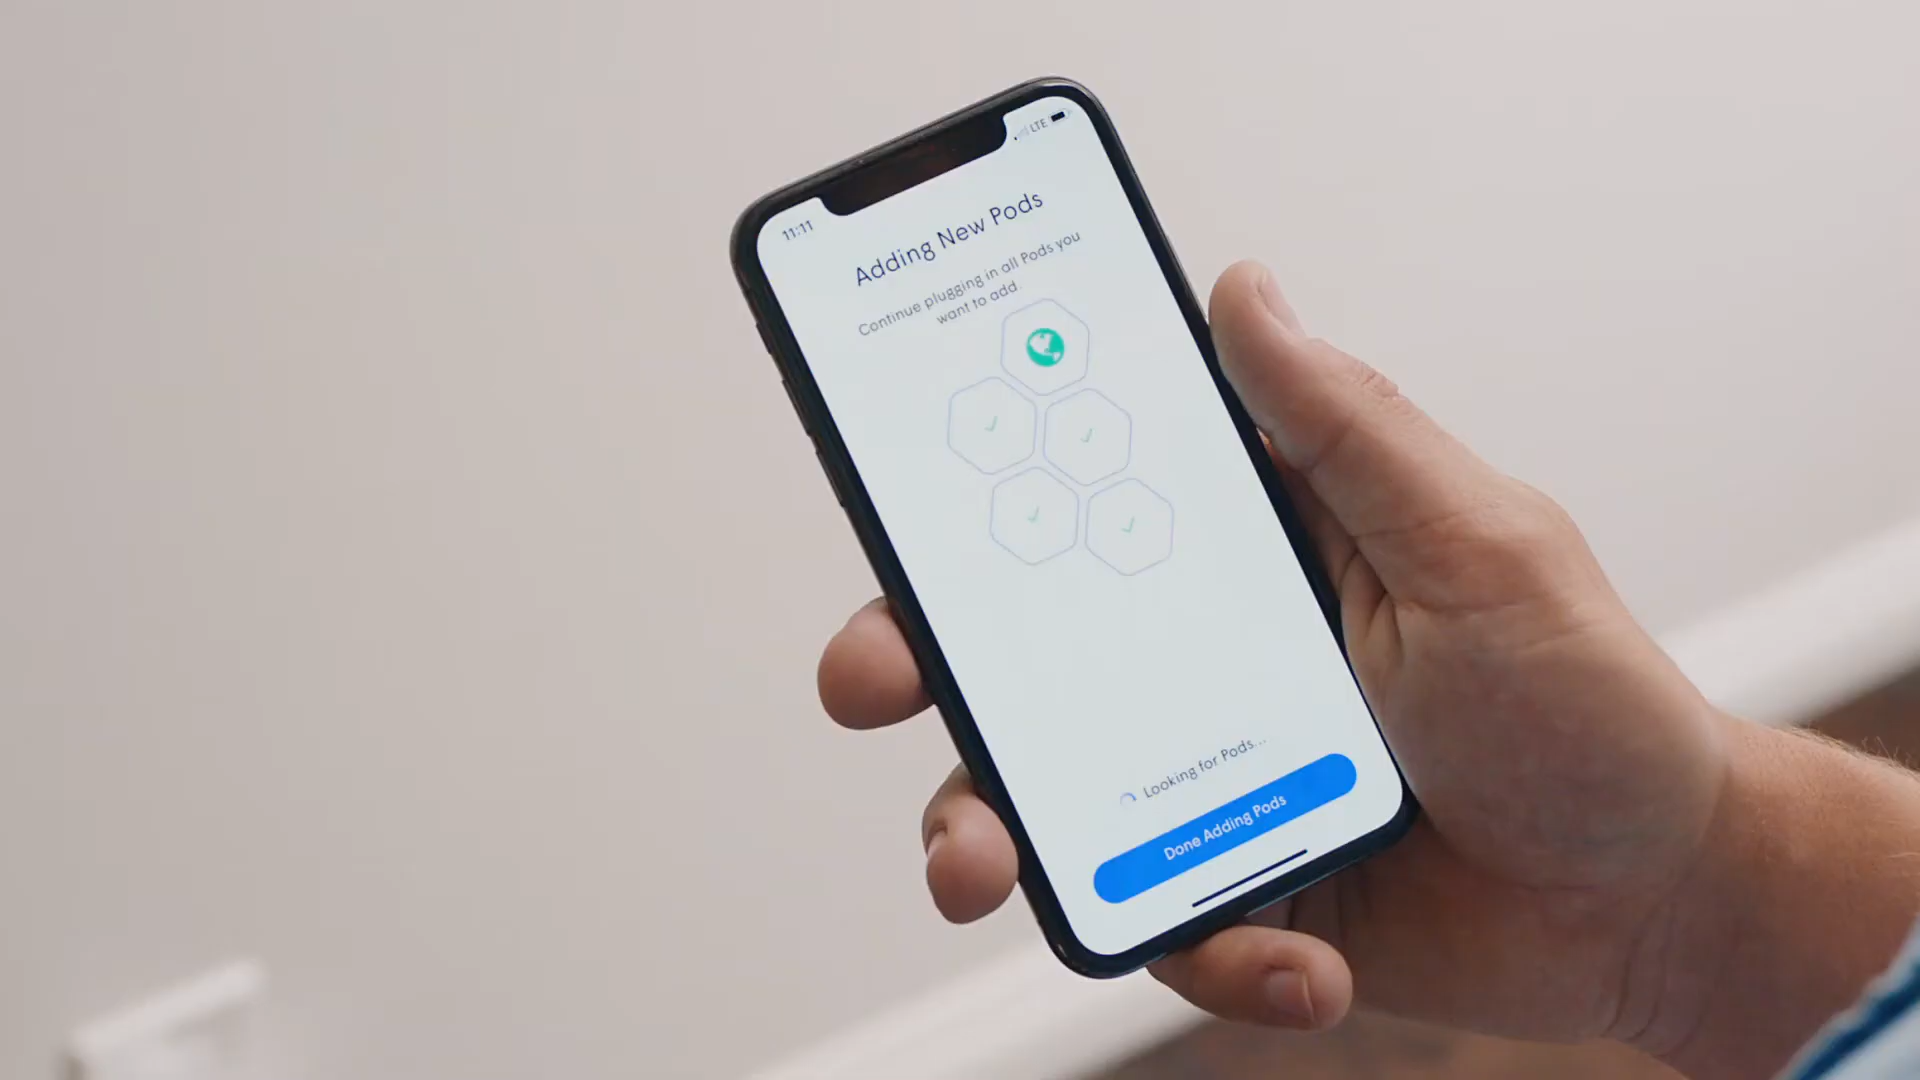 11:11
LTE
Adding New Pods
Continue plugging in all Pods you
want to add.
Looking for Pods...
Done Adding Pods